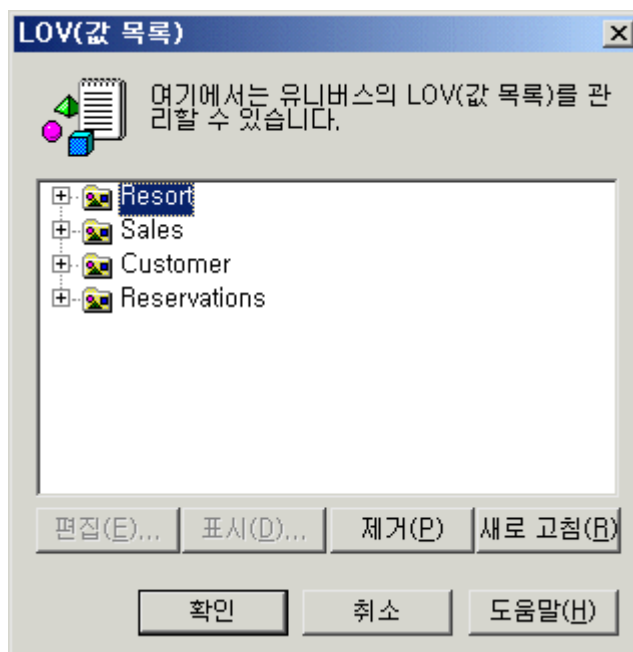 LOV(값 목록)
여기에서는 유니버스의 LOV(값 목록)를 관
리할 수 있습니다.
Resort
Sales
Customer
Reservations
편집(E)... 표시(D)... 제거(P) 새로 고침(R)
확인 취소 도움말(H)